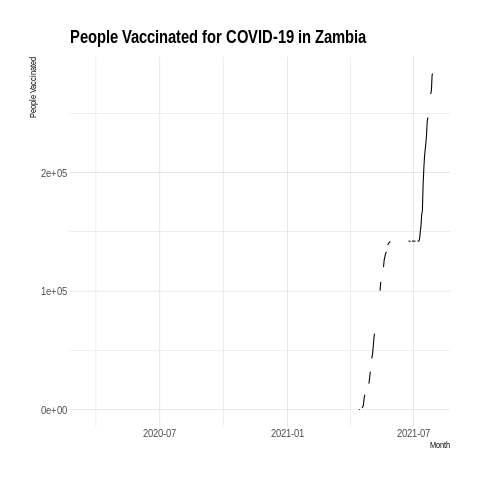 People Vaccinated for COVID-19 in Zambia
People Vaccinated
2e+05
1e+05
0e+00
2020-07
2021-01
2021-07
Month